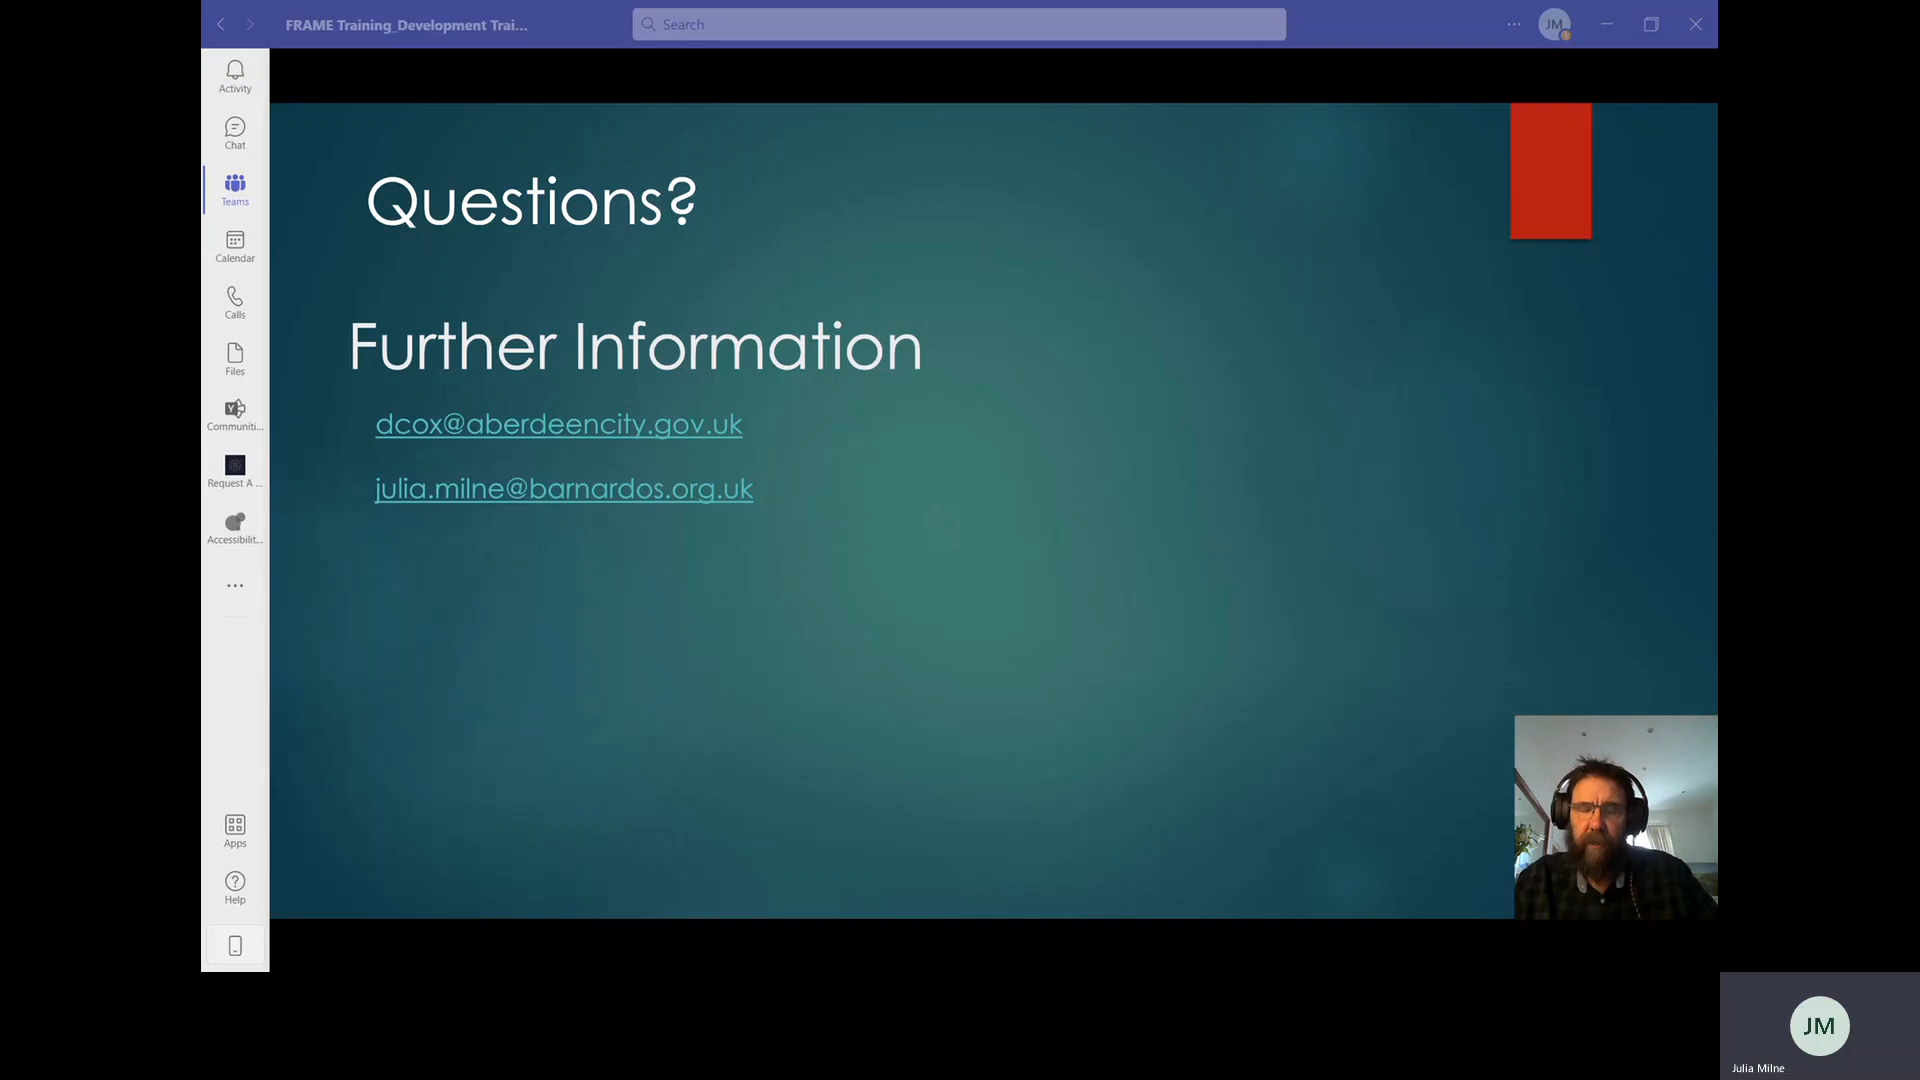 FRAME Training_Development Trai...
Search
JM
Activity
Chat
Teams
Calendar
Calls
Files
Communiti...
Request A ...
Accessibilit...
Apps
Help
Questions?
Further Information
dcox@aberdeencity.gov.uk
julia.milne@barnardos.org.uk
JM
Julia Milne